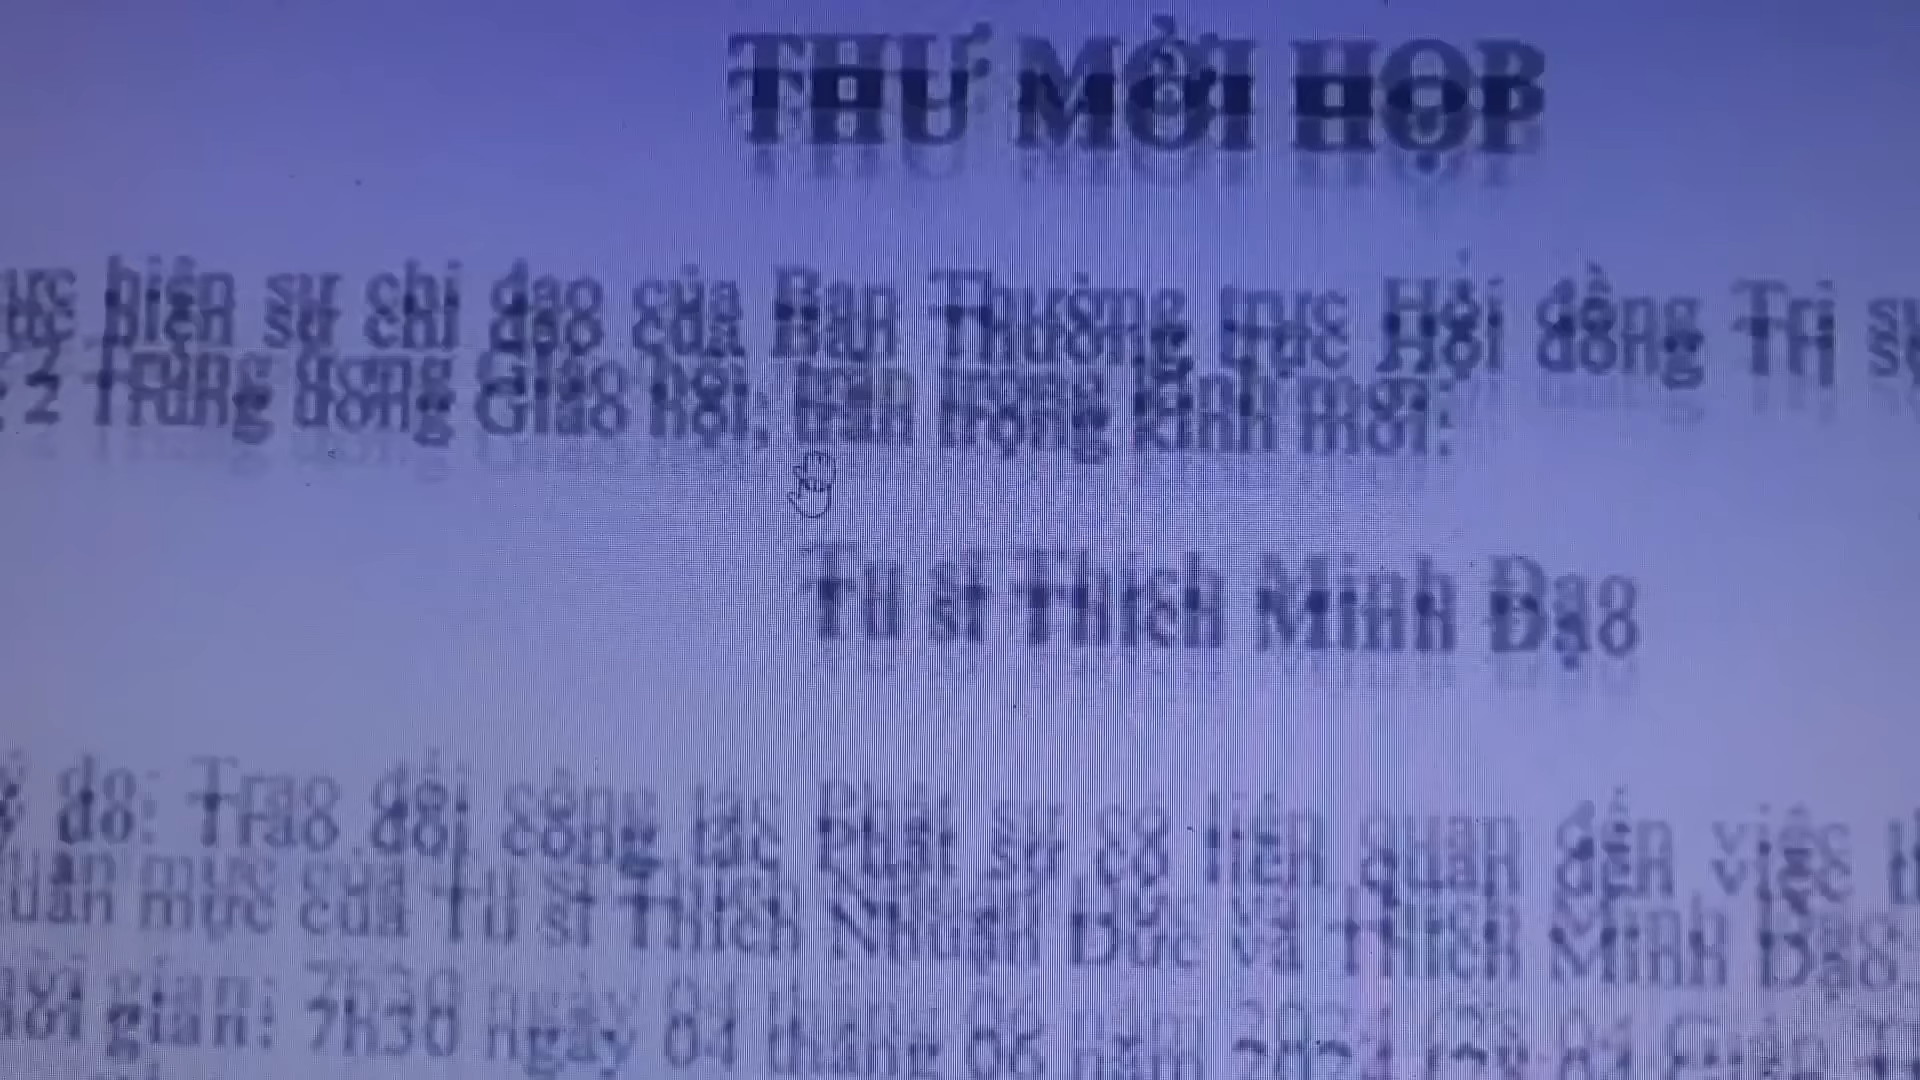 THƯ MỜI HỌP
ực hiện sự chỉ đạo của Ban Thường trực Hội đồng Trị sự
2 Trung ương Giáo hội, trân trọng kính mời:
Tu sĩ Thích Minh Đạo
do: Trao đổi công tác Phật sự có liên quan đến việc
mực của Tu sĩ Thích Nhuận Đức và Thích Minh Đạo
gian: 7h30 ngày 04 tháng 06 năm